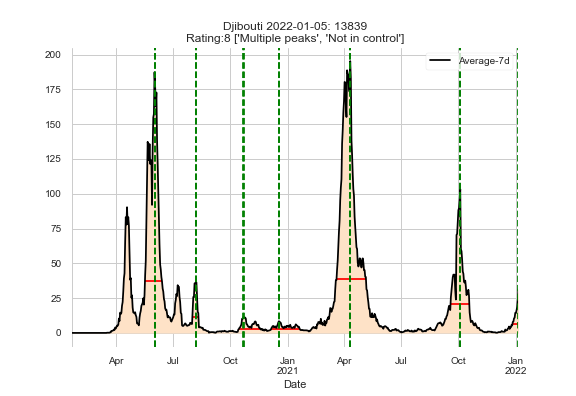 Djibouti 2022-01-05: 13839
Rating:8 ['Multiple peaks', 'Not in control']
Average-7d
200
175
150
125
100
75
50
25
0
Apr
Jul
Oct
Jan
2021
Apr
Jul
Oct
Jan
2022
Date